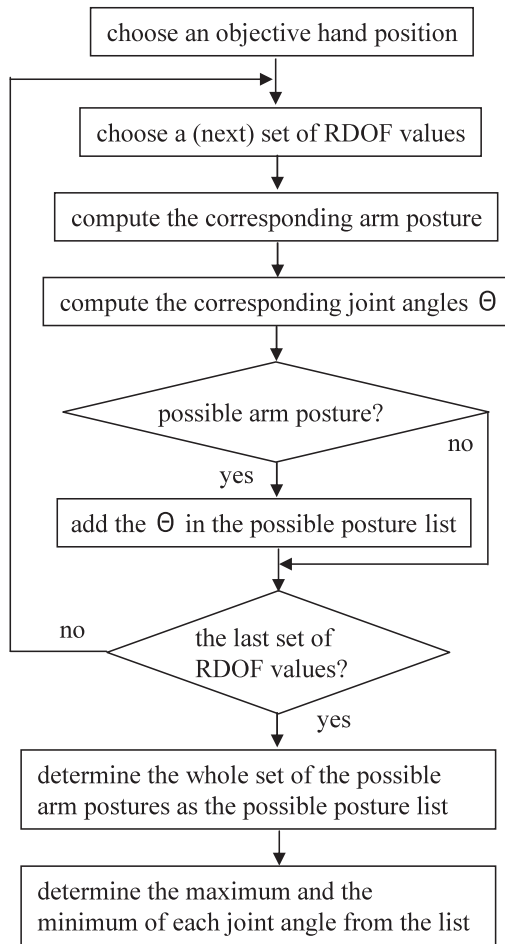 choose an objective hand position
choose a (next) set of RDOF values
compute the corresponding arm posture
compute the corresponding joint angles Θ
possible arm posture?
no
yes
add the Θ in the possible posture list
no
the last set of
RDOF values?
yes
determine the whole set of the possible
arm postures as the possible posture list
determine the maximum and the
minimum of each joint angle from the list